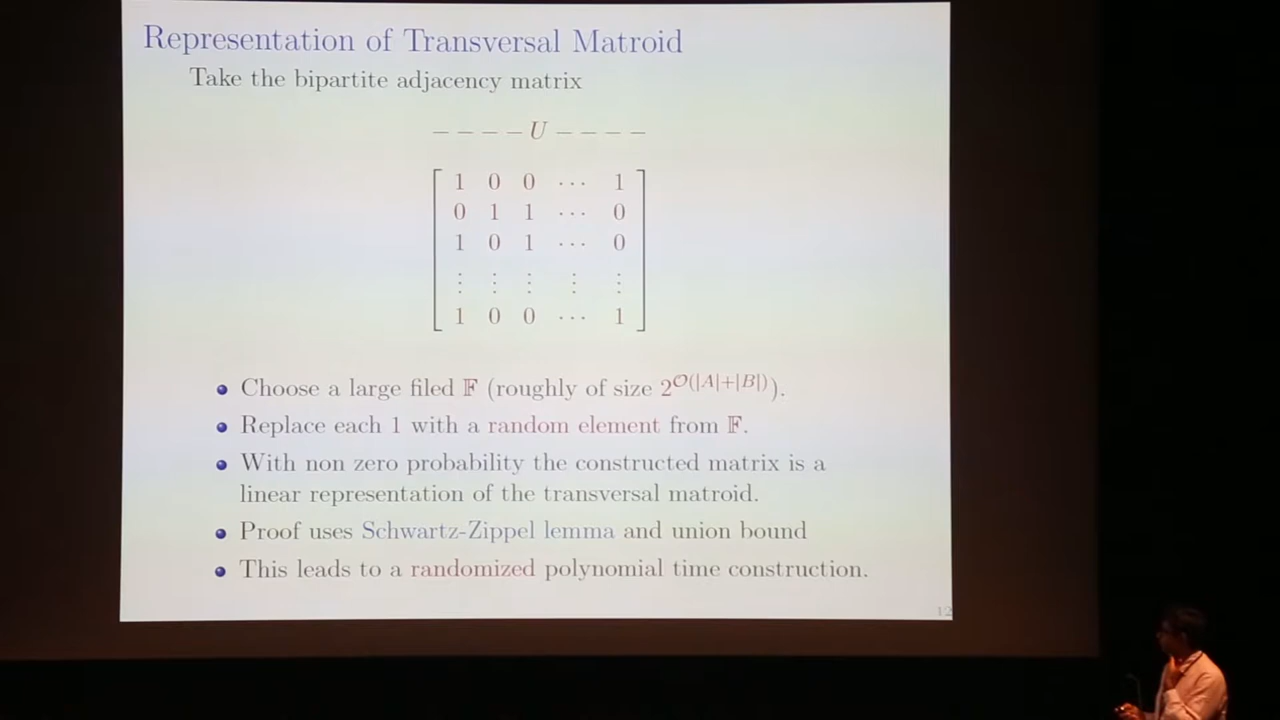 Representation of Transversal Matroid
Take the bipartite adjacency matrix
– – – – U – – – –
1 0 0 ⋯ 1
0 1 1 ⋯ 0
1 0 1 ⋯ 0
⋮ ⋮ ⋮ ⋮ ⋮
1 0 0 ⋯ 1
• Choose a large filed 𝔽 (roughly of size 2^{𝒪(|A|+|B|)}).
• Replace each 1 with a random element from 𝔽.
• With non zero probability the constructed matrix is a
linear representation of the transversal matroid.
• Proof uses Schwartz-Zippel lemma and union bound
• This leads to a randomized polynomial time construction.
12